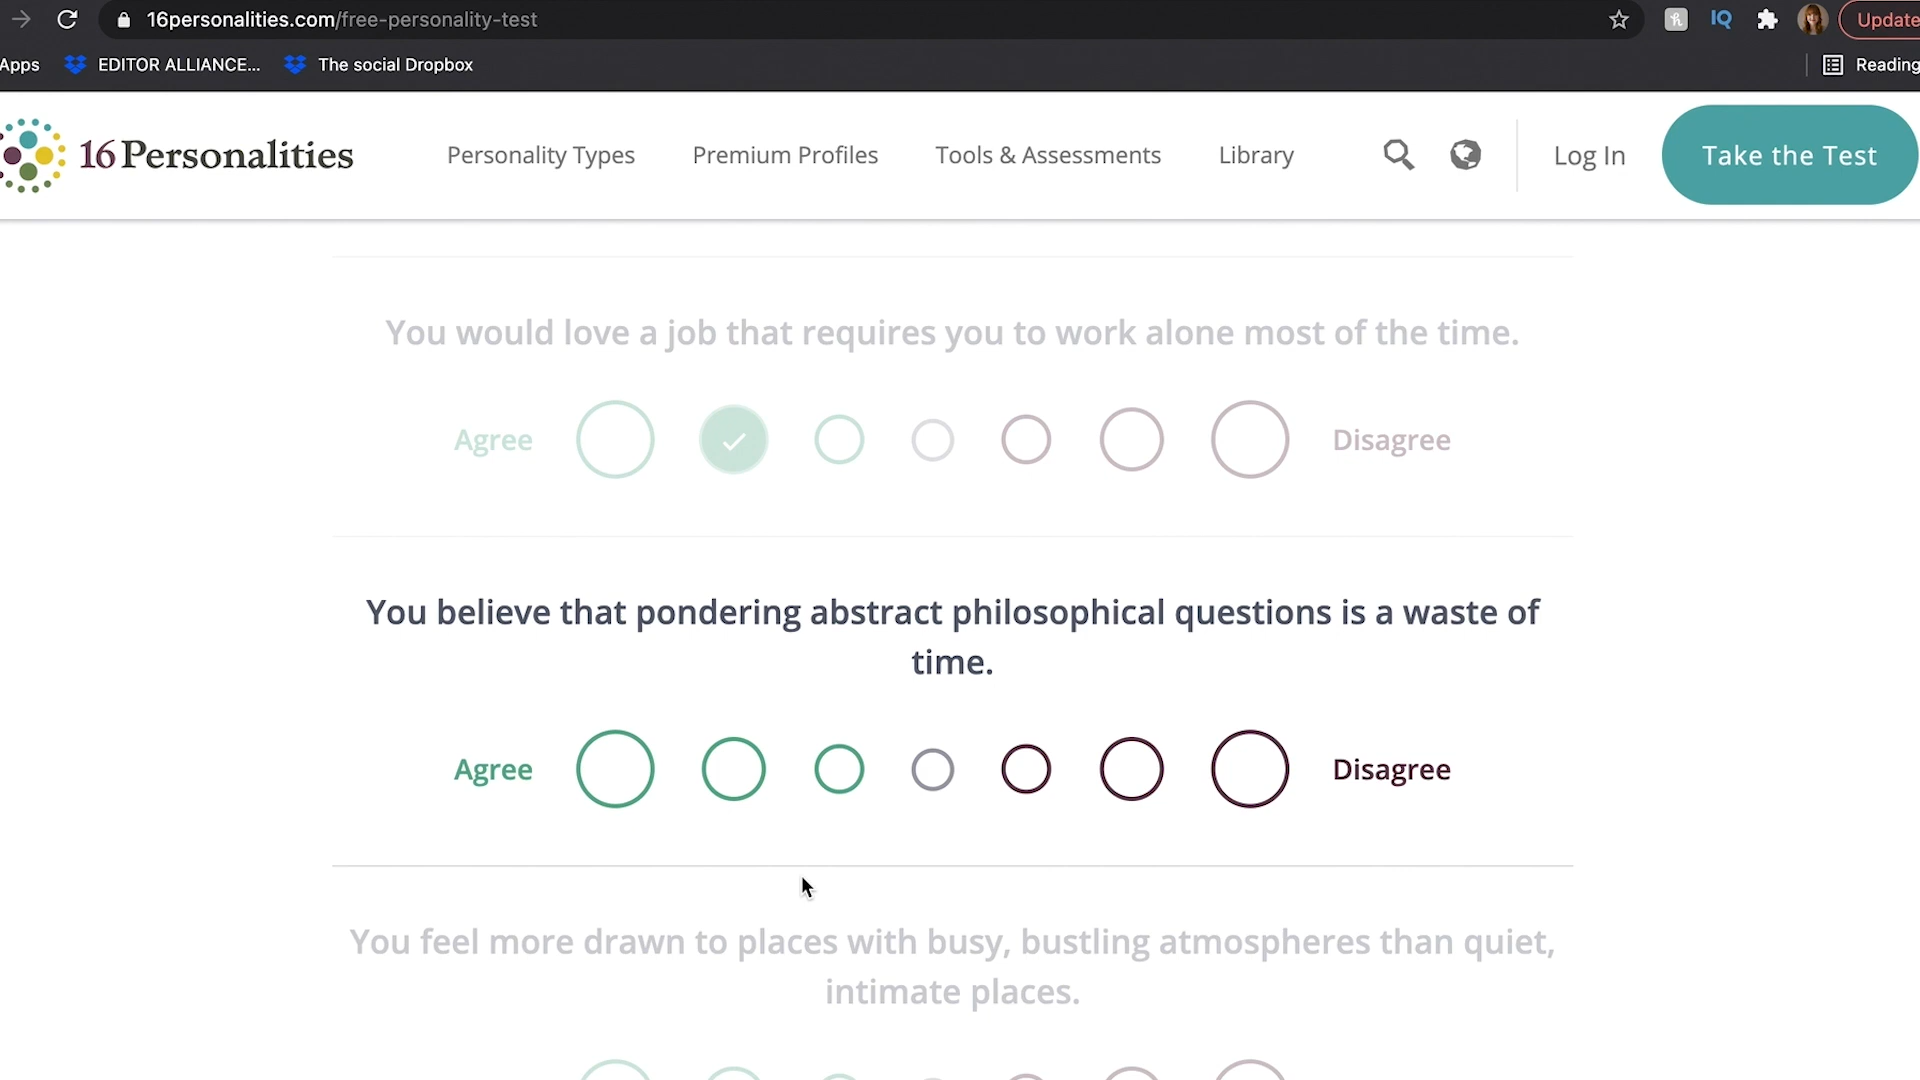 16personalities.com/free-personality-test
IQ
Update
Apps
EDITOR ALLIANCE...
The social Dropbox
Reading
16Personalities
Personality Types
Premium Profiles
Tools & Assessments
Library
Log In
Take the Test
You would love a job that requires you to work alone most of the time.
Agree
Disagree
You believe that pondering abstract philosophical questions is a waste of
time.
Agree
Disagree
You feel more drawn to places with busy, bustling atmospheres than quiet,
intimate places.